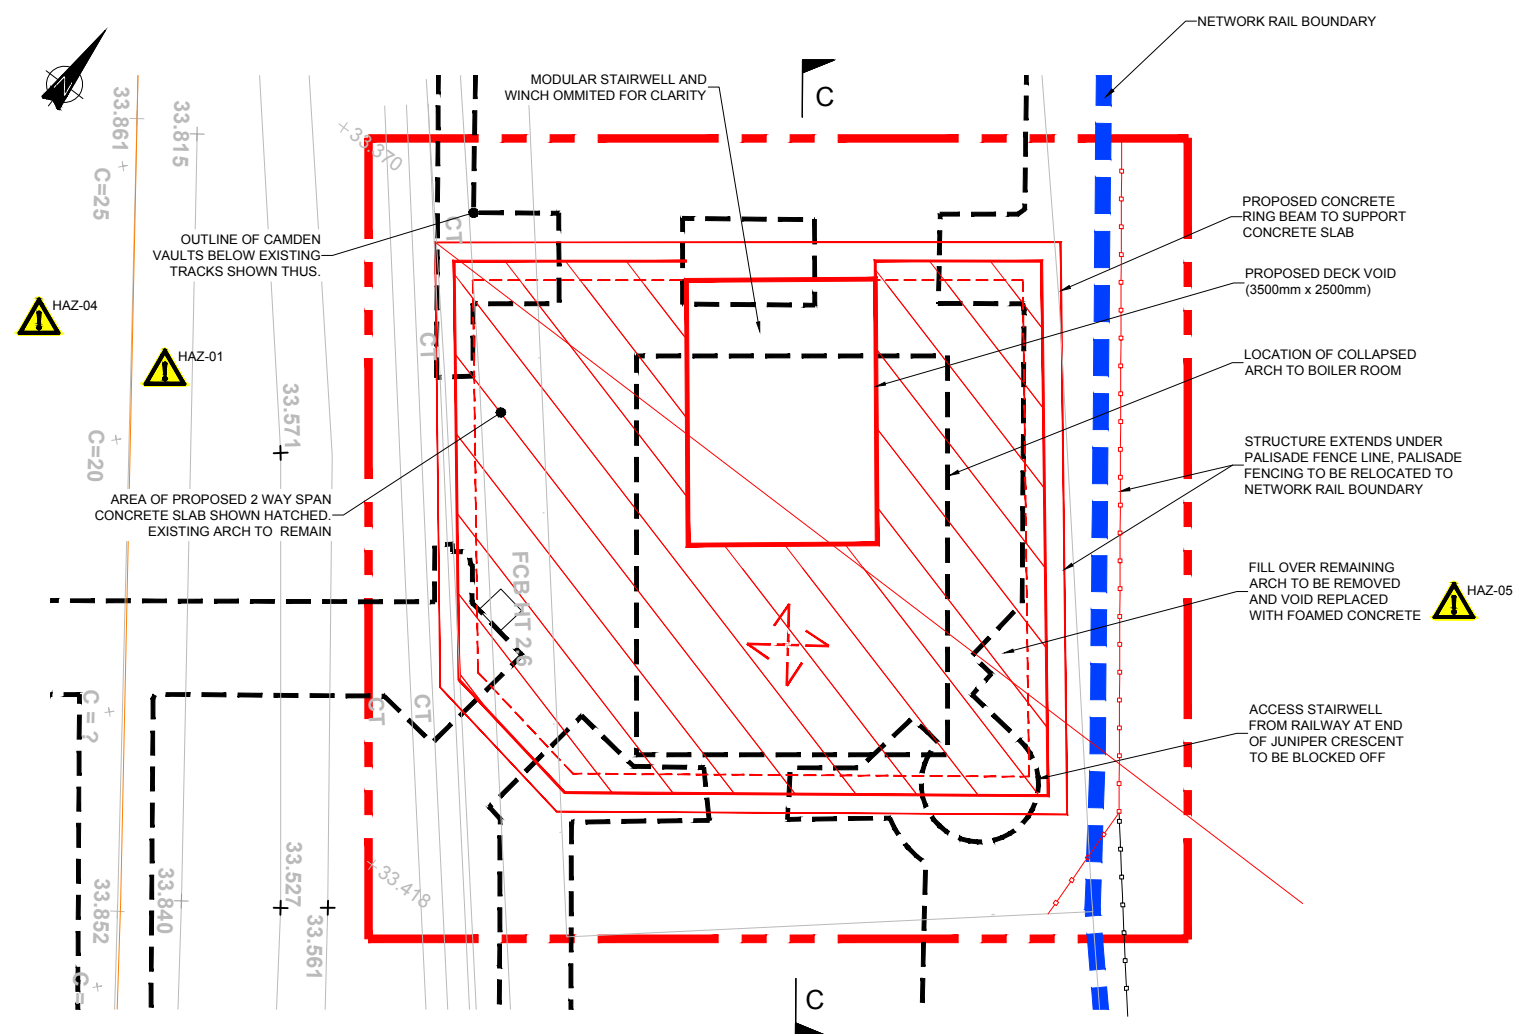 NETWORK RAIL BOUNDARY
MODULAR STAIRWELL AND
WINCH OMMITED FOR CLARITY
C
N
33.861
33.815
C=25
33.370
PROPOSED CONCRETE
RING BEAM TO SUPPORT
CONCRETE SLAB
OUTLINE OF CAMDEN
VAULTS BELOW EXISTING
TRACKS SHOWN THUS.
CT
PROPOSED DECK VOID
(3500mm x 2500mm)
HAZ-04
HAZ-01
CT
LOCATION OF COLLAPSED
ARCH TO BOILER ROOM
33.571
C=20
STRUCTURE EXTENDS UNDER
PALISADE FENCE LINE, PALISADE
FENCING TO BE RELOCATED TO
NETWORK RAIL BOUNDARY
AREA OF PROPOSED 2 WAY SPAN
CONCRETE SLAB SHOWN HATCHED.
EXISTING ARCH TO REMAIN
FCB HT 2.6
FILL OVER REMAINING
ARCH TO BE REMOVED
AND VOID REPLACED
WITH FOAMED CONCRETE
HAZ-05
C = ?
CT
CT
ACCESS STAIRWELL
FROM RAILWAY AT END
OF JUNIPER CRESCENT
TO BE BLOCKED OFF
33.527
33.418
33.852
33.840
33.561
C =
C